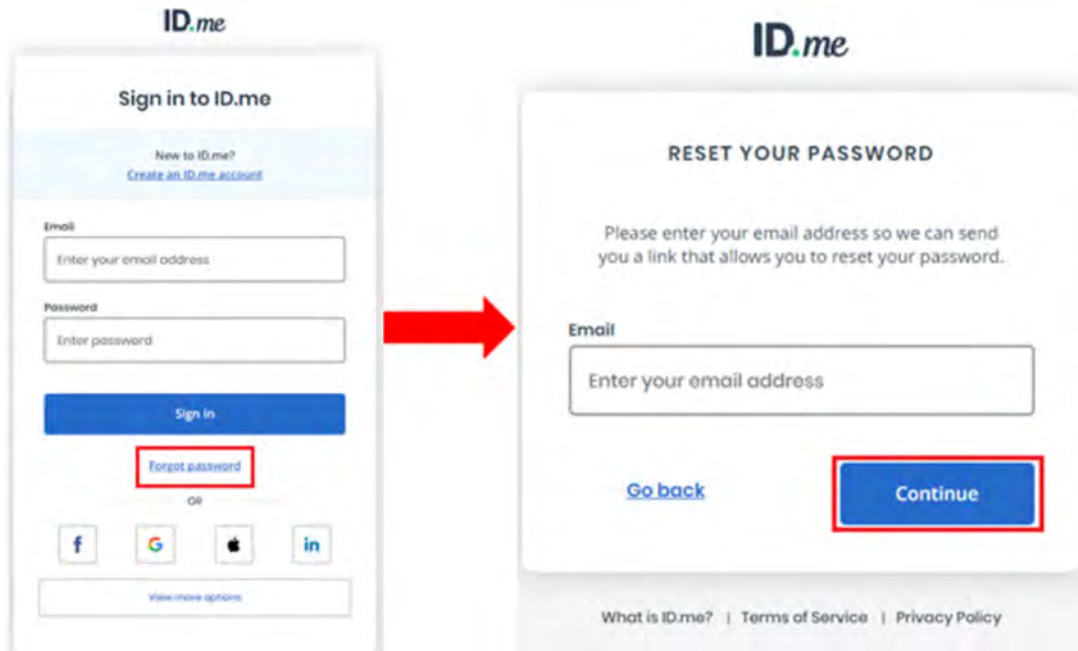 ID.me
Sign in to ID.me
New to ID.me?
Create an ID.me account
Email
Enter your email address
Password
Enter password
Sign in
Forgot password
OR
f
G
in
View more options
ID.me
RESET YOUR PASSWORD
Please enter your email address so we can send
you a link that allows you to reset your password.
Email
Enter your email address
Go back
Continue
What is ID.me? | Terms of Service | Privacy Policy